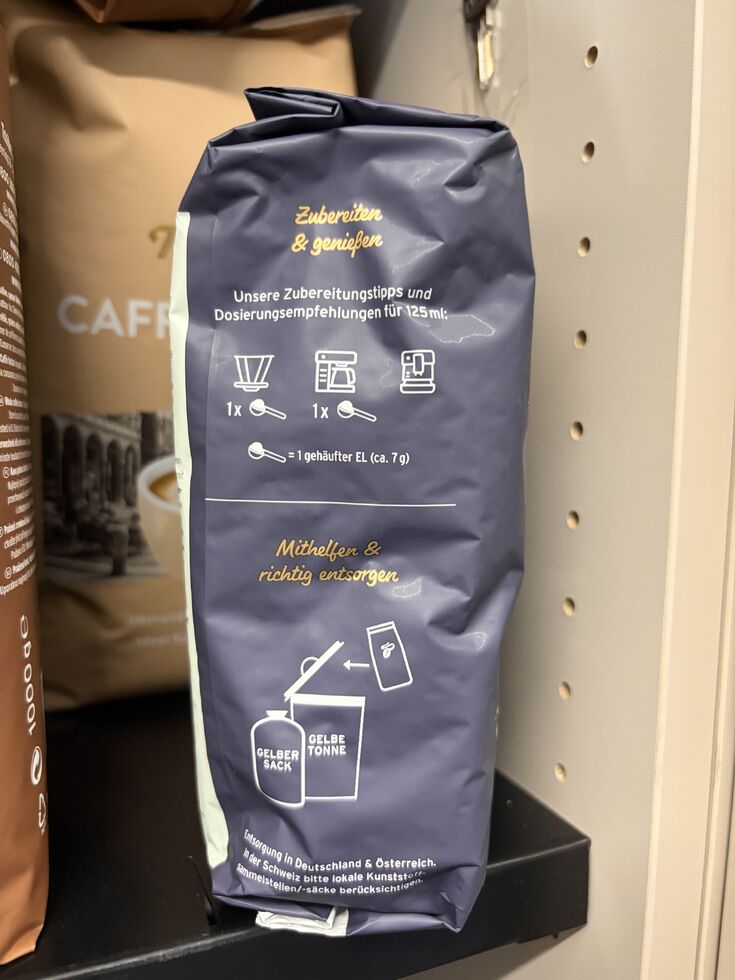 Zubereiten
& genießen
Unsere Zubereitungstipps und
Dosierungsempfehlungen für 125 ml:
1x 1x
= 1 gehäufter EL (ca. 7 g)
Mithelfen &
richtig entsorgen
GELBER
SACK
GELBE
TONNE
Entsorgung in Deutschland & Österreich.
In der Schweiz bitte lokale Kunststoff-
sammelstellen/-säcke berücksichtigen.
CAFF
1000 g e